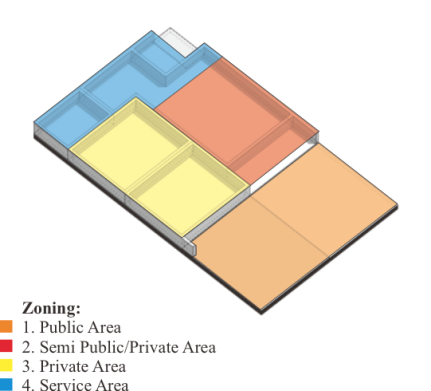 Zoning:
1. Public Area
2. Semi Public/Private Area
3. Private Area
4. Service Area